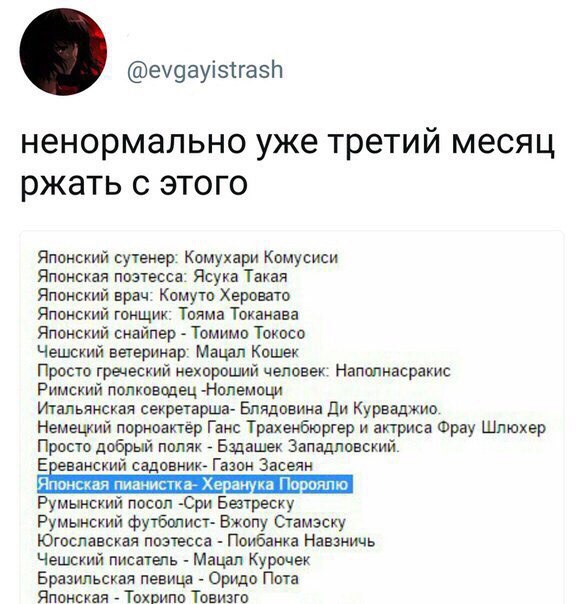 @evgayistrash
ненормально уже третий месяц
ржать с этого
Японский сутенер: Комухари Комусиси
Японская поэтесса: Ясука Такая
Японский врач: Комуто Херовато
Японский гонщик: Тояма Токанава
Японский снайпер - Томимо Токосо
Чешский ветеринар: Мацал Кошек
Просто греческий нехороший человек: Наполнасракис
Римский полководец -Нолемоци
Итальянская секретарша- Блядовина Ди Курваджио.
Немецкий порноактёр Ганс Трахенбюргер и актриса Фрау Шлюхер
Просто добрый поляк - Бздашек Западловский.
Ереванский садовник- Газон Засеян
Японская пианистка- Херанука Пороялю
Румынский посол -Сри Безтреску
Румынский футболист- Вжопу Стамэску
Югославская поэтесса - Поибанка Навзничь
Чешский писатель - Мацал Курочек
Бразильская певица - Оридо Пота
Японская - Тохрипо Товизго